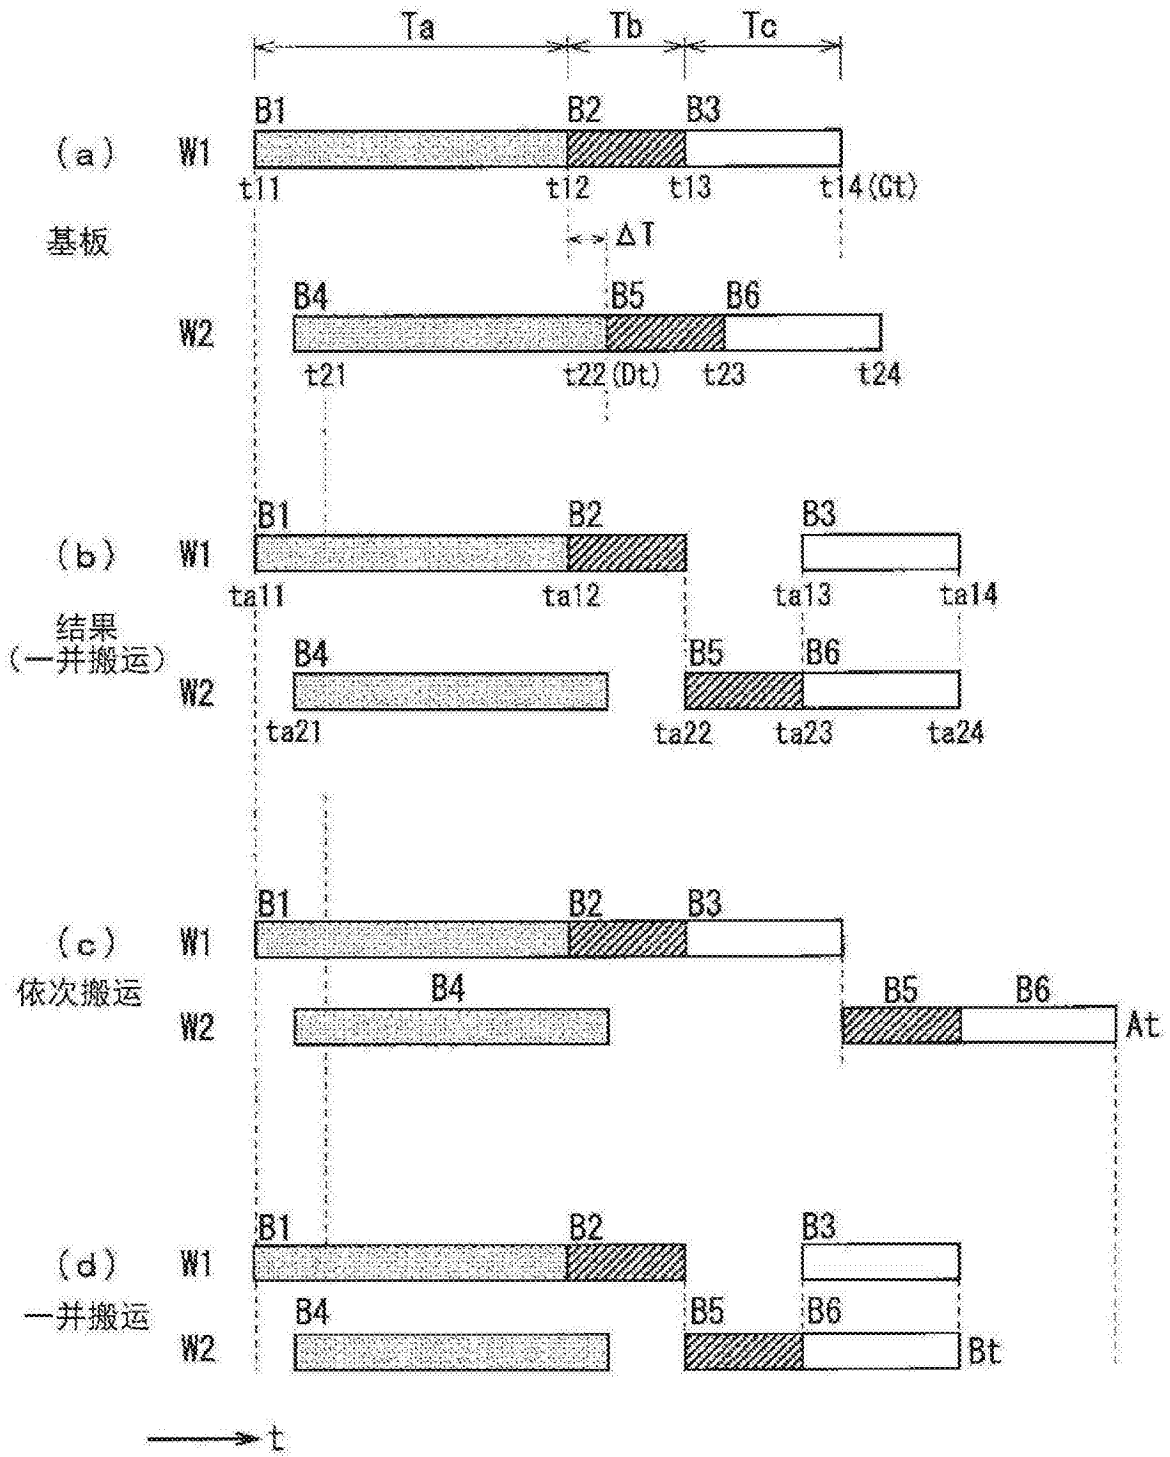 Ta Tb Tc
B1 B2 B3
(a) W1
t11 t12 t13 t14(Ct)
基板
ΔT
B4 B5 B6
W2
t21 t22(Dt) t23 t24
B1 B2 B3
(b) W1
ta11 ta12 ta13 ta14
结果
(一并搬运)
B4 B5 B6
W2
ta21 ta22 ta23 ta24
B1 B2 B3
(c) W1
依次搬运
B4 B5 B6
W2 At
B1 B2 B3
(d) W1
一并搬运
B4 B5 B6
W2 Bt
t